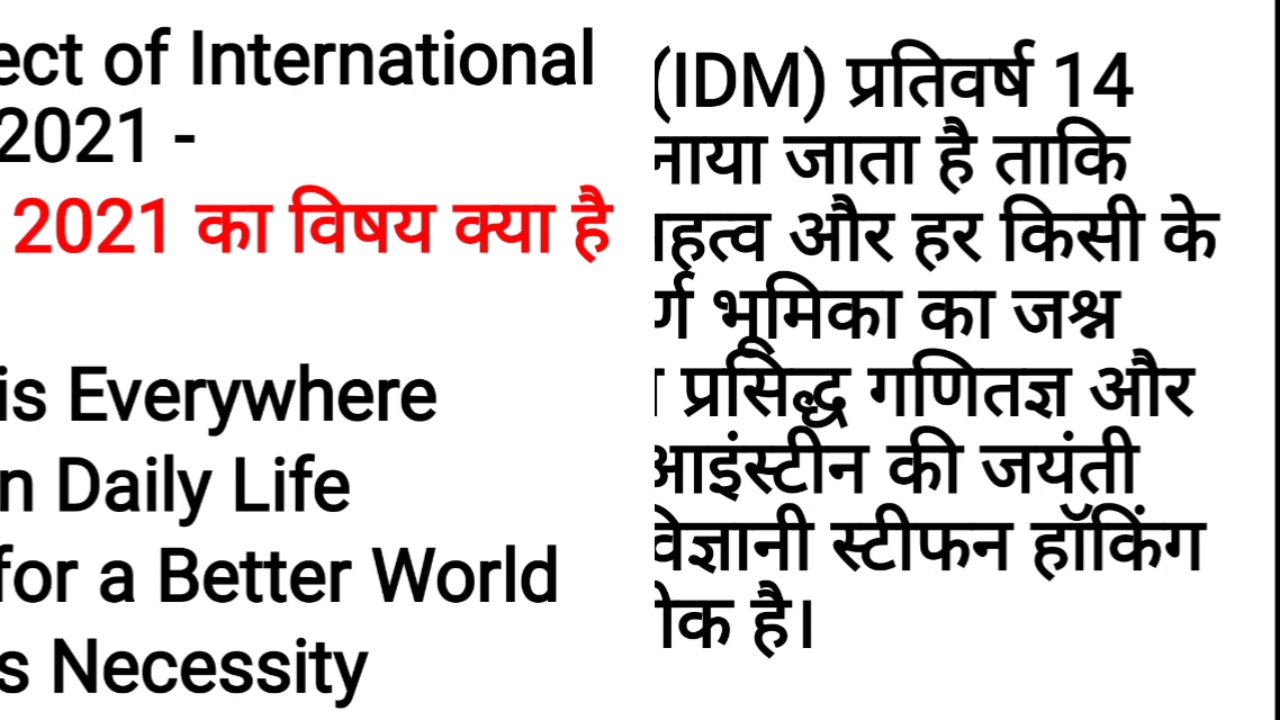 ect of International
2021 -
2021 का विषय क्या है
is Everywhere
n Daily Life
for a Better World
s Necessity
(IDM) प्रतिवर्ष 14
नाया जाता है ताकि
हत्व और हर किसी के
र्ण भूमिका का जश्न
प्रसिद्ध गणितज्ञ और
आइंस्टीन की जयंती
विज्ञानी स्टीफन हॉकिंग
है।